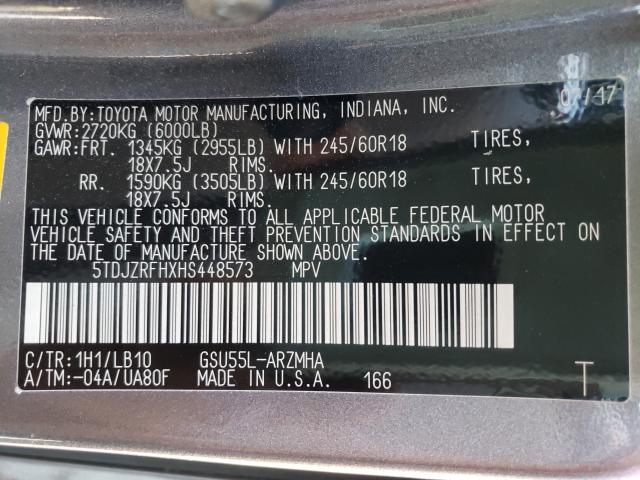 MFD.BY:TOYOTA MOTOR MANUFACTURING, INDIANA, INC. 07/17
GVWR:2720KG (6000LB)
GAWR:FRT. 1345KG (2955LB) WITH 245/60R18 TIRES,
18X7.5J RIMS.
RR. 1590KG (3505LB) WITH 245/60R18 TIRES,
18X7.5J RIMS.
THIS VEHICLE CONFORMS TO ALL APPLICABLE FEDERAL MOTOR
VEHICLE SAFETY AND THEFT PREVENTION STANDARDS IN EFFECT ON
THE DATE OF MANUFACTURE SHOWN ABOVE.
5TDJZRFHXHS448573 MPV
C/TR:1H1/LB10 GSU55L-ARZMHA
A/TM:-04A/UA80F MADE IN U.S.A. 166 T